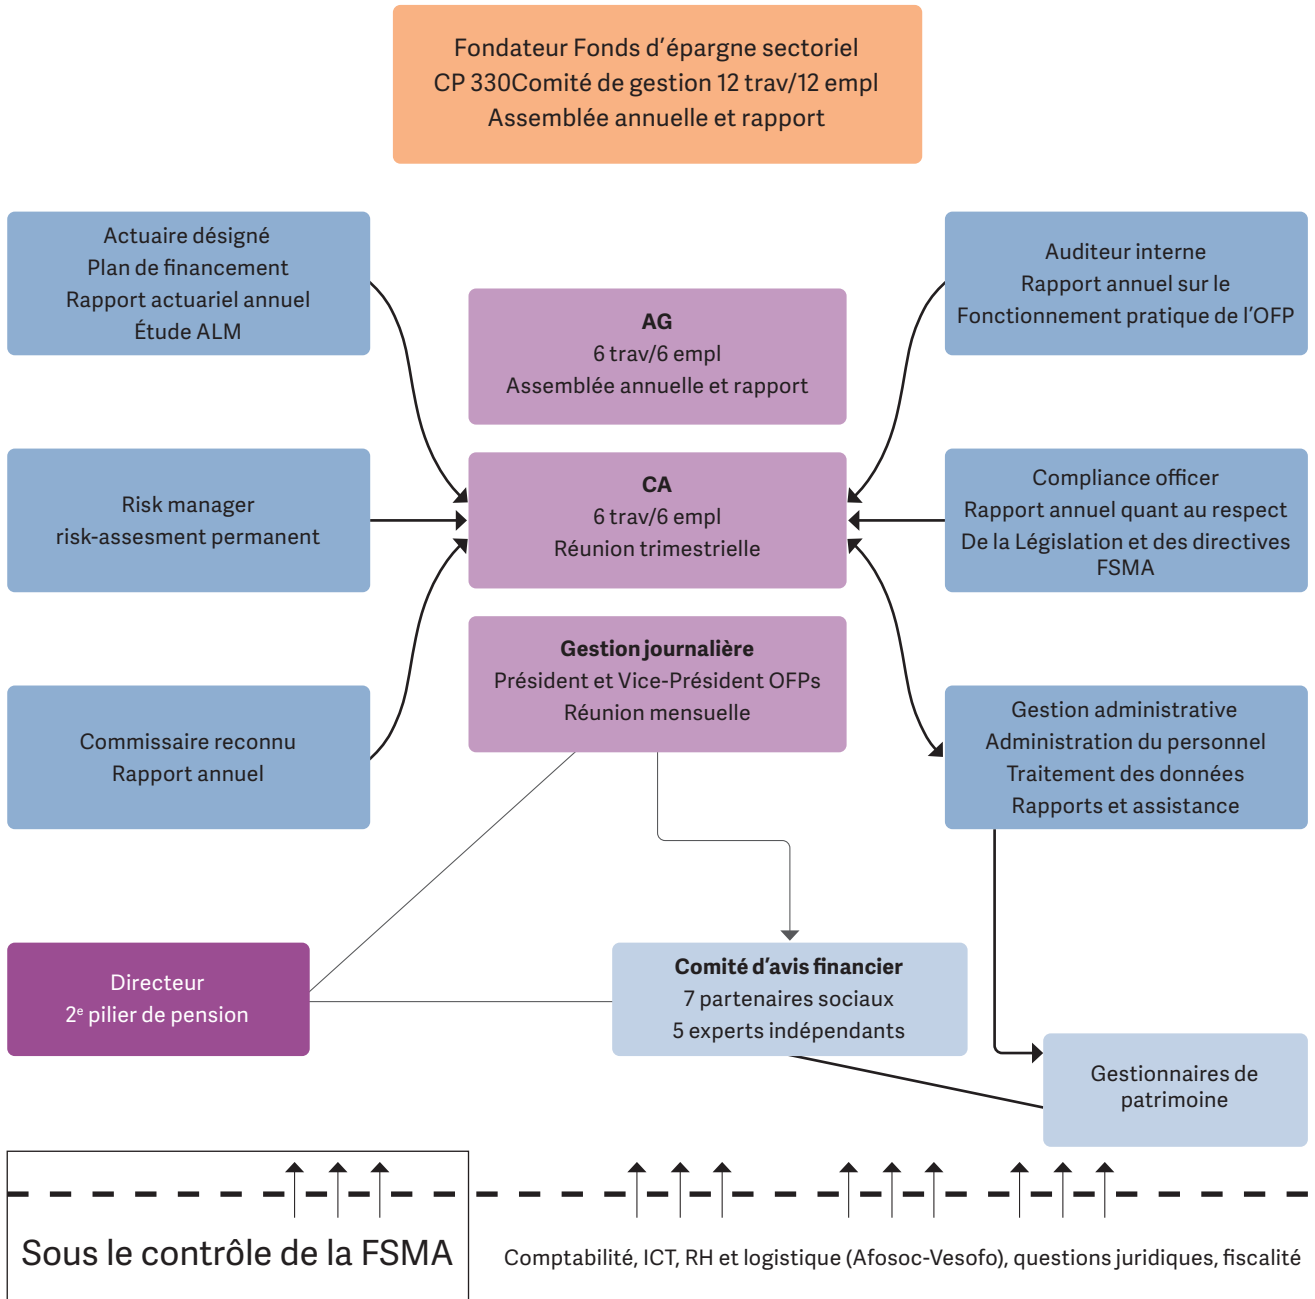 Fondateur Fonds d'épargne sectoriel
CP 330Comité de gestion 12 trav/12 empl
Assemblée annuelle et rapport
Actuaire désigné
Plan de financement
Rapport actuariel annuel
Étude ALM
Auditeur interne
Rapport annuel sur le
Fonctionnement pratique de l'OFP
AG
6 trav/6 empl
Assemblée annuelle et rapport
Risk manager
risk-assesment permanent
CA
6 trav/6 empl
Réunion trimestrielle
Compliance officer
Rapport annuel quant au respect
De la Législation et des directives
FSMA
Gestion journalière
Président et Vice-Président OFPs
Réunion mensuelle
Commissaire reconnu
Rapport annuel
Gestion administrative
Administration du personnel
Traitement des données
Rapports et assistance
Directeur
2e pilier de pension
Comité d'avis financier
7 partenaires sociaux
5 experts indépendants
Gestionnaires de
patrimoine
Sous le contrôle de la FSMA
Comptabilité, ICT, RH et logistique (Afosoc-Vesofo), questions juridiques, fiscalité